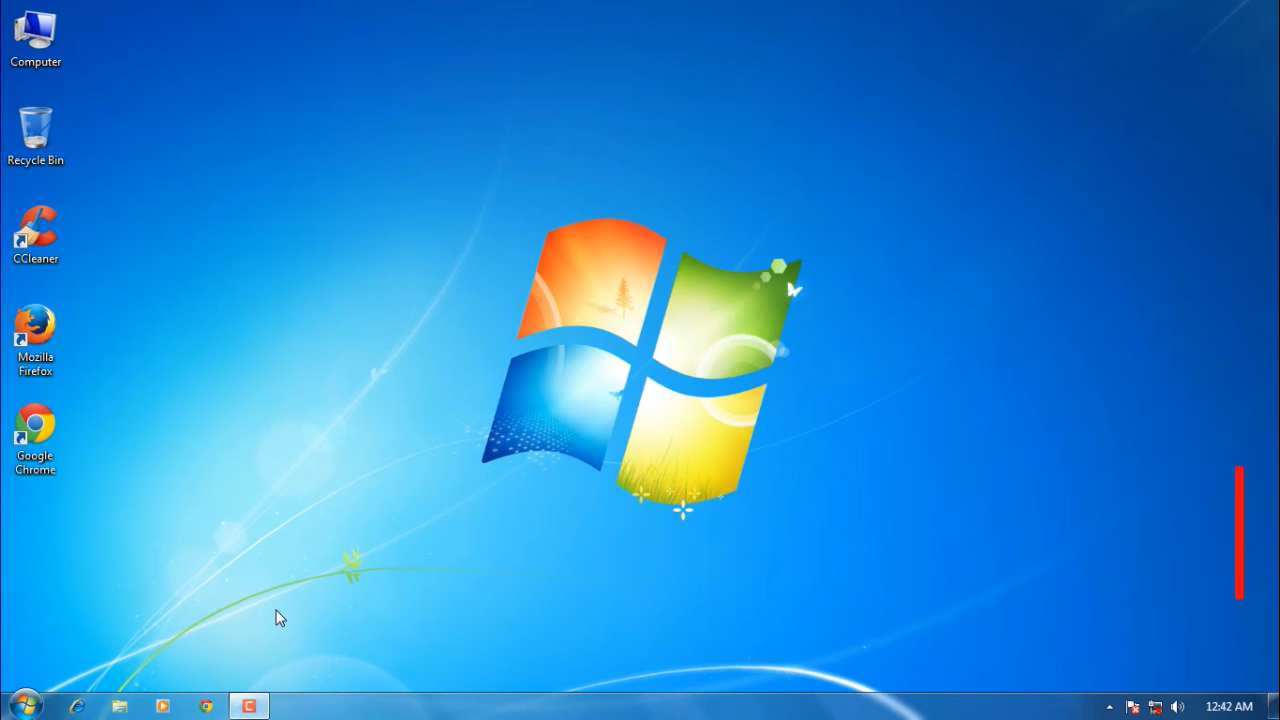 Computer
Recycle Bin
CCleaner
Mozilla
Firefox
Google
Chrome
12:42 AM